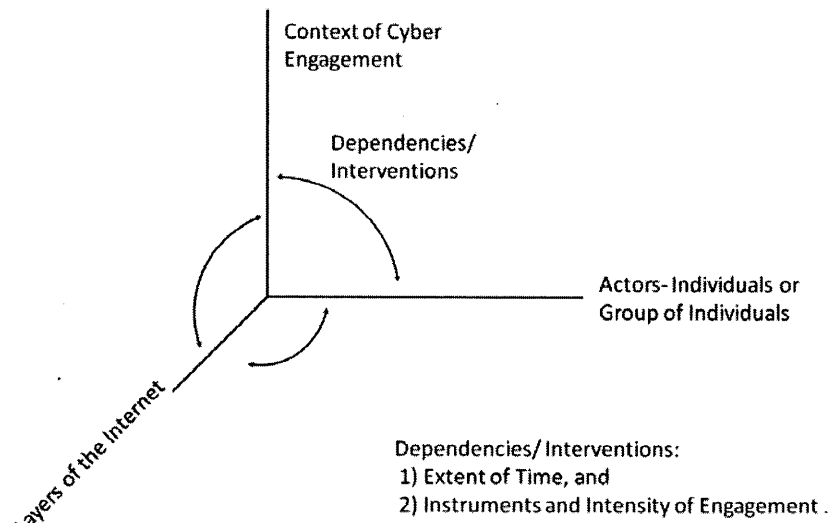 Context of Cyber
Engagement
Dependencies/
Interventions
Actors- Individuals or
Group of Individuals
ayers of the Internet
Dependencies/ Interventions:
1) Extent of Time, and
2) Instruments and Intensity of Engagement .